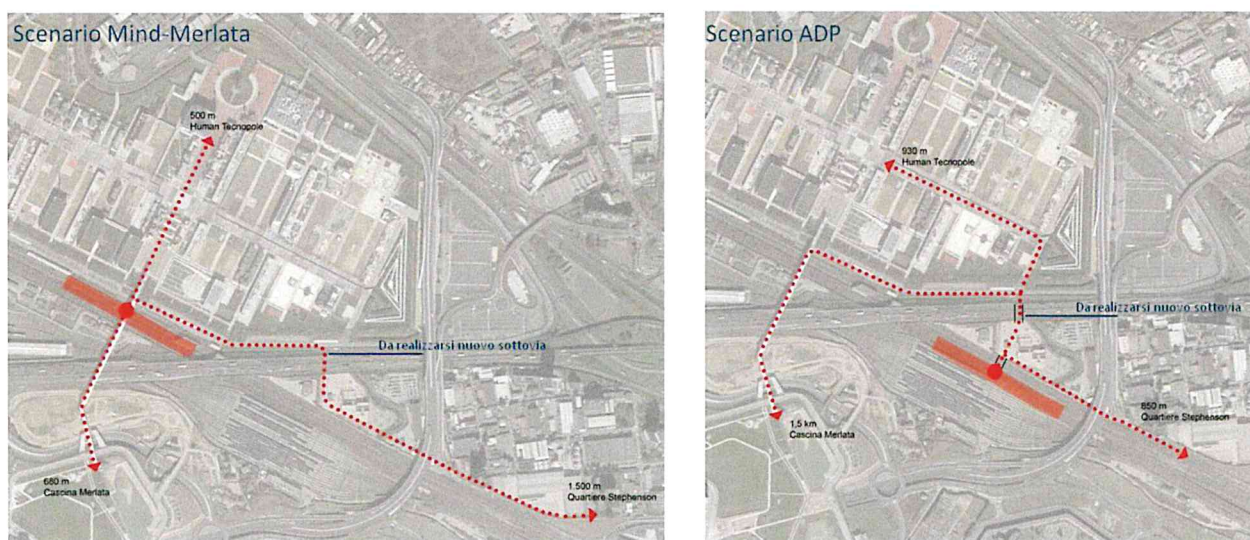 Scenario Mind-Merlata
500 m
Human Tecnopole
Da realizzarsi nuovo sottovia
680 m
Cascina Merlata
1.500 m
Quartiere Stephenson
Scenario ADP
930 m
Human Tecnopole
Da realizzarsi nuovo sottovia
1,5 km
Cascina Merlata
850 m
Quartiere Stephenson